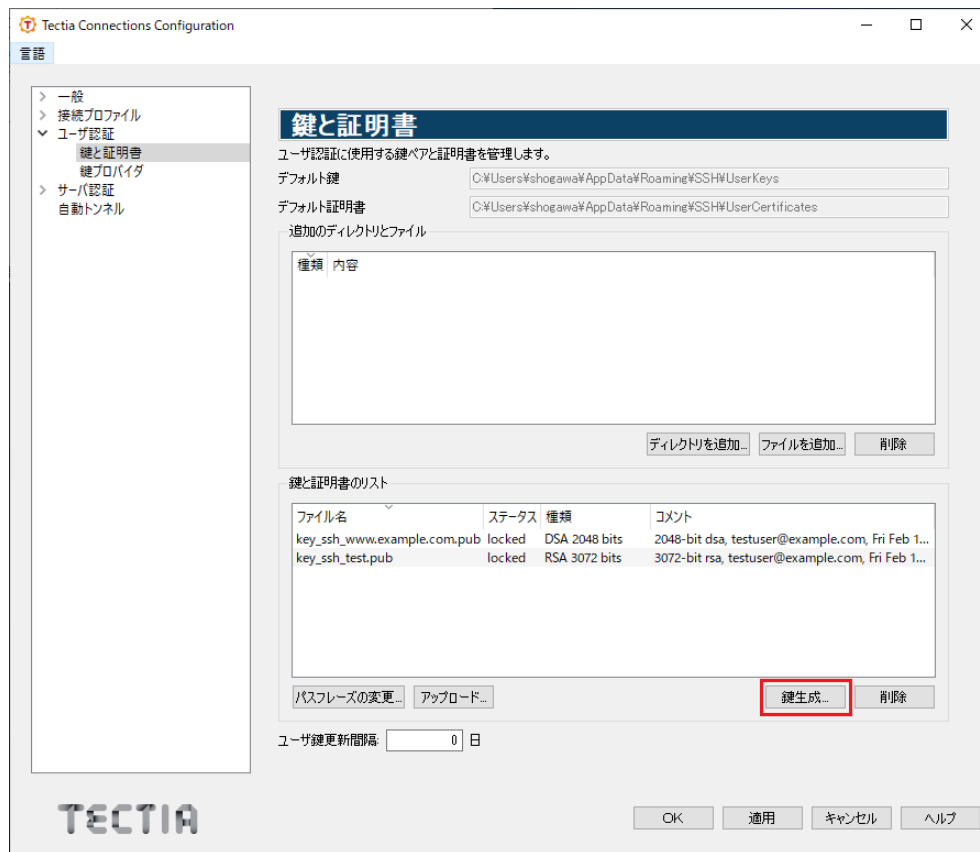 Tectia Connections Configuration
言語
一般
接続プロファイル
ユーザ認証
鍵と証明書
鍵プロバイダ
サーバ認証
自動トンネル
鍵と証明書
ユーザ認証に使用する鍵ペアと証明書を管理します。
デフォルト鍵 C:¥Users¥shogawa¥AppData¥Roaming¥SSH¥UserKeys
デフォルト証明書 C:¥Users¥shogawa¥AppData¥Roaming¥SSH¥UserCertificates
追加のディレクトリとファイル
種類 内容
ディレクトリを追加... ファイルを追加... 削除
鍵と証明書のリスト
ファイル名 ステータス 種類 コメント
key_ssh_www.example.com.pub locked DSA 2048 bits 2048-bit dsa, testuser@example.com, Fri Feb 1...
key_ssh_test.pub locked RSA 3072 bits 3072-bit rsa, testuser@example.com, Fri Feb 1...
パスフレーズの変更... アップロード... 鍵生成... 削除
ユーザ鍵更新間隔: 0 日
TECTIA
OK 適用 キャンセル ヘルプ